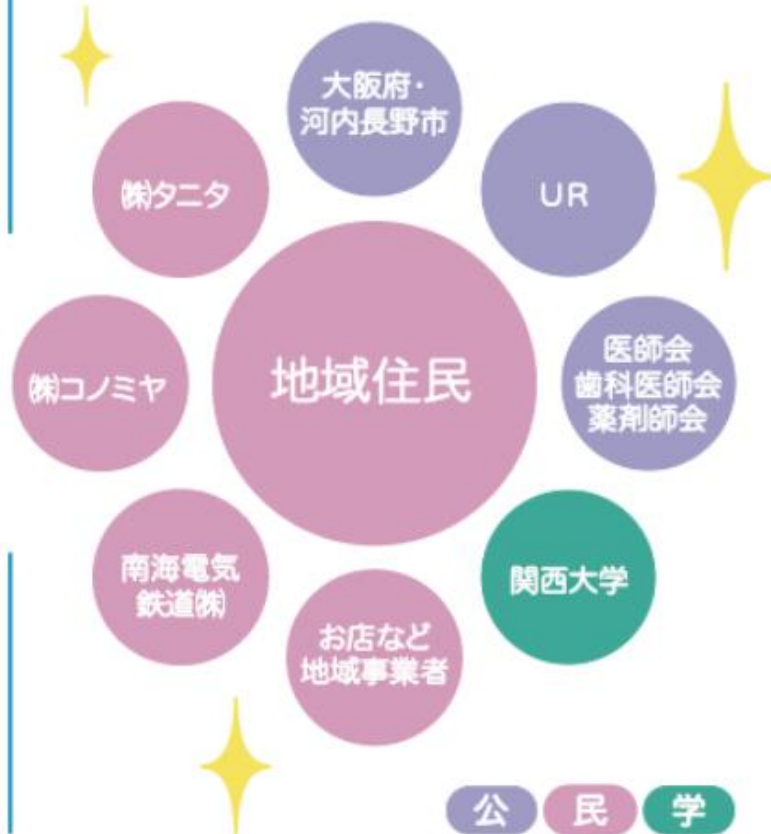 大阪府・
河内長野市
㈱タニタ
UR
医師会
歯科医師会
薬剤師会
㈱コノミヤ
地域住民
南海電気
鉄道㈱
関西大学
お店など
地域事業者
公 民 学